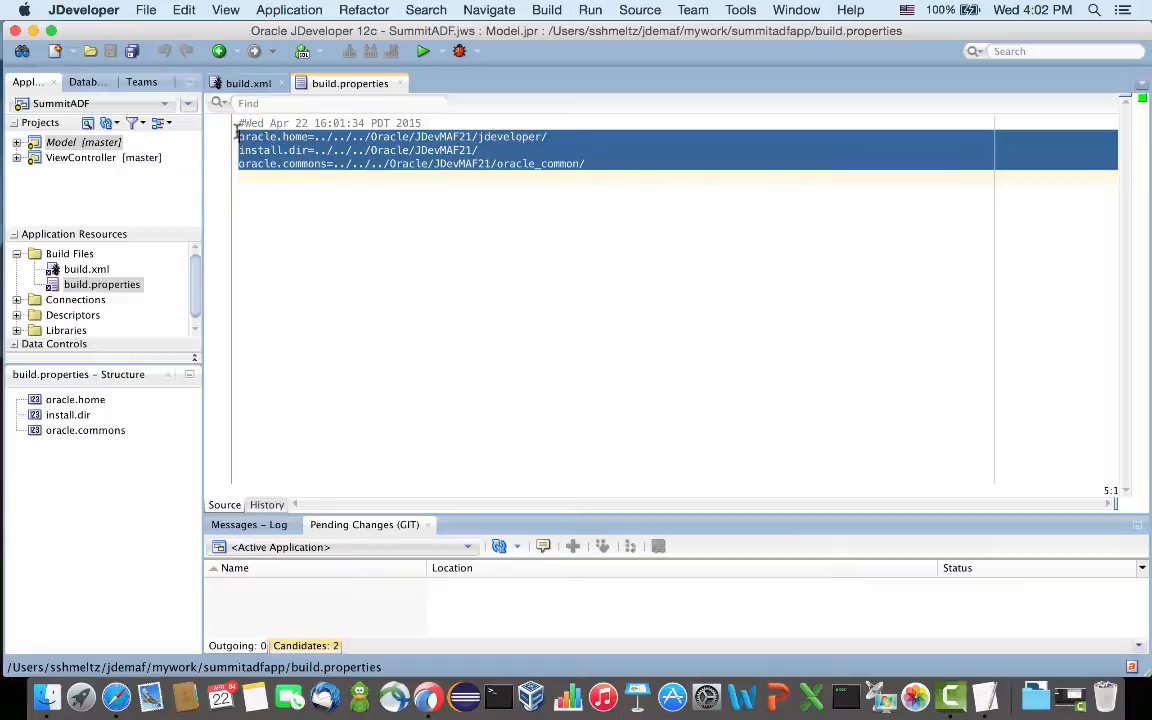 JDeveloper File Edit View Application Refactor Search Navigate Build Run Source Team Tools Window Help 100% Wed 4:02 PM
Oracle JDeveloper 12c - SummitADF.jws : Model.jpr : /Users/sshmeltz/jdemaf/mywork/summitadfapp/build.properties
Search
Appl... Datab... Teams
build.xml build.properties
SummitADF
Find
Projects
Model [master]
ViewController [master]
#Wed Apr 22 16:01:34 PDT 2015
oracle.home=../../../Oracle/JDevMAF21/jdeveloper/
install.dir=../../../Oracle/JDevMAF21/
oracle.commons=../../../Oracle/JDevMAF21/oracle_common/
Application Resources
Build Files
build.xml
build.properties
Connections
Descriptors
Libraries
Data Controls
build.properties - Structure
oracle.home
install.dir
oracle.commons
5:1
Source History
Messages - Log Pending Changes (GIT)
<Active Application>
Name Location Status
Outgoing: 0 Candidates: 2
/Users/sshmeltz/jdemaf/mywork/summitadfapp/build.properties